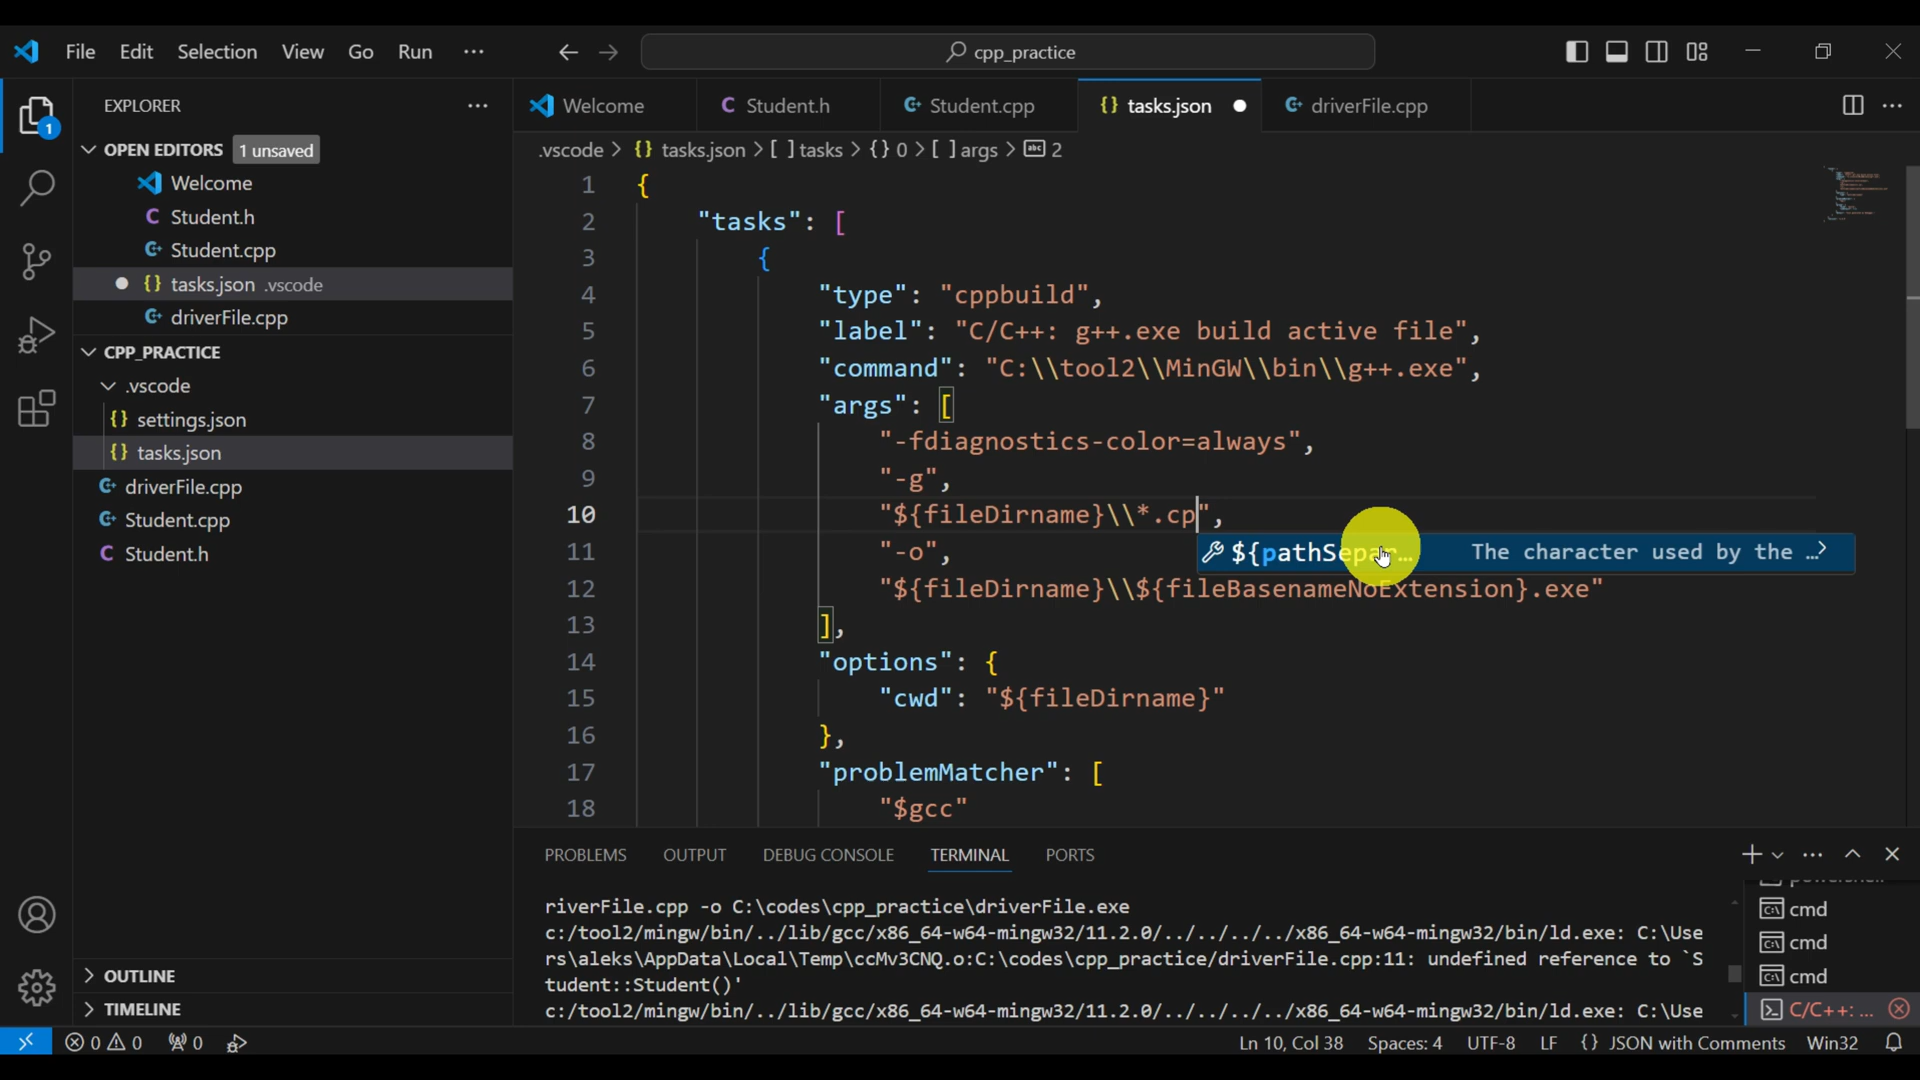 File Edit Selection View Go Run ···
cpp_practice
EXPLORER
OPEN EDITORS 1 unsaved
Welcome
Student.h
Student.cpp
tasks.json .vscode
driverFile.cpp
CPP_PRACTICE
.vscode
settings.json
tasks.json
driverFile.cpp
Student.cpp
Student.h
OUTLINE
TIMELINE
Welcome Student.h Student.cpp tasks.json driverFile.cpp
.vscode > {} tasks.json > [ ] tasks > {} 0 > [ ] args > abc 2
1 {
2 "tasks": [
3 {
4 "type": "cppbuild",
5 "label": "C/C++: g++.exe build active file",
6 "command": "C:\\tool2\\MinGW\\bin\\g++.exe",
7 "args": [
8 "-fdiagnostics-color=always",
9 "-g",
10 "${fileDirname}\\*.cp",
11 "-o",
${pathSepar… The character used by the …
12 "${fileDirname}\\${fileBasenameNoExtension}.exe"
13 ],
14 "options": {
15 "cwd": "${fileDirname}"
16 },
17 "problemMatcher": [
18 "$gcc"
PROBLEMS OUTPUT DEBUG CONSOLE TERMINAL PORTS
riverFile.cpp -o C:\codes\cpp_practice\driverFile.exe
c:/tool2/mingw/bin/../lib/gcc/x86_64-w64-mingw32/11.2.0/../../../../x86_64-w64-mingw32/bin/ld.exe: C:\Use
rs\aleks\AppData\Local\Temp\ccMv3CNQ.o:C:\codes\cpp_practice/driverFile.cpp:11: undefined reference to `S
tudent::Student()'
c:/tool2/mingw/bin/../lib/gcc/x86_64-w64-mingw32/11.2.0/../../../../x86_64-w64-mingw32/bin/ld.exe: C:\Use
cmd
cmd
cmd
C/C++: ...
1
0 0 0 Ln 10, Col 38 Spaces: 4 UTF-8 LF {} JSON with Comments Win32